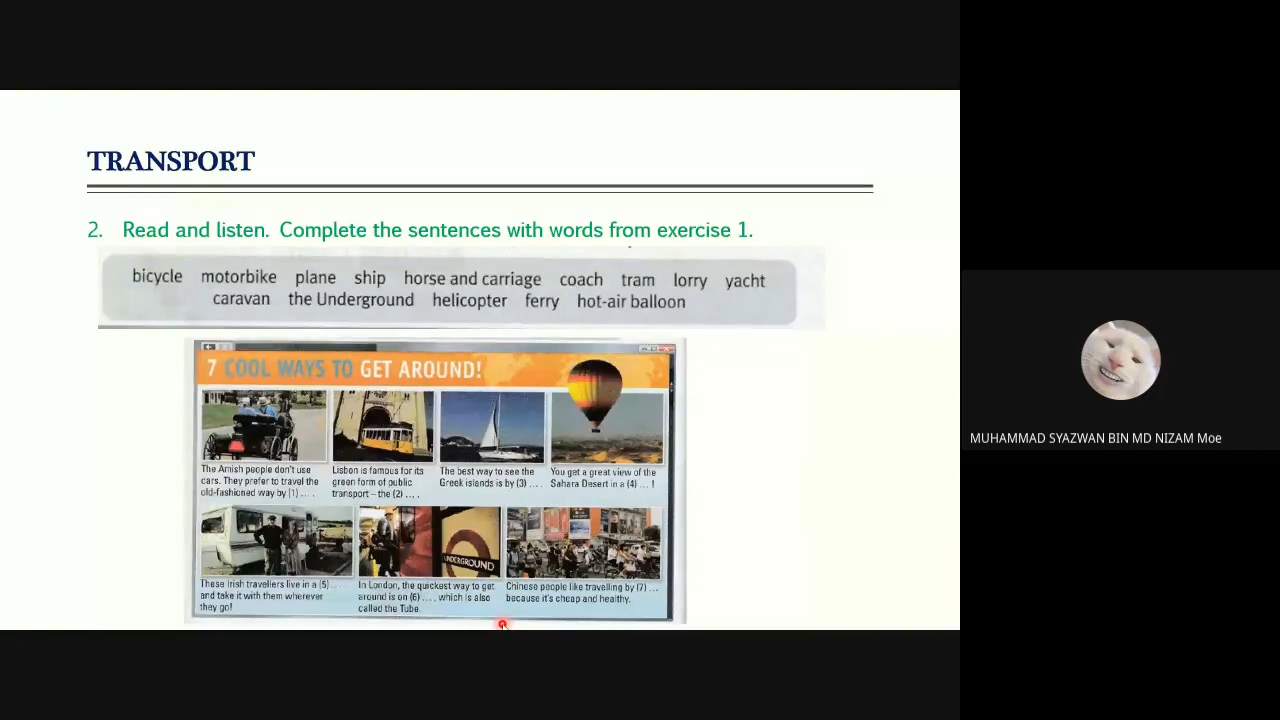 TRANSPORT
2. Read and listen. Complete the sentences with words from exercise 1.
bicycle motorbike plane ship horse and carriage coach tram lorry yacht
caravan the Underground helicopter ferry hot-air balloon
7 COOL WAYS TO GET AROUND!
The Amish people don't use
cars. They prefer to travel the
old-fashioned way by (1) ... .
Lisbon is famous for its
green form of public
transport – the (2) ... .
The best way to see the
Greek islands is by (3) ... .
You get a great view of the
Sahara Desert in a (4) ... !
These Irish travellers live in a (5) ...
and take it with them wherever
they go!
UNDERGROUND
In London, the quickest way to get
around is on (6) ... , which is also
called the Tube.
Chinese people like travelling by (7) ...
because it's cheap and healthy.
MUHAMMAD SYAZWAN BIN MD NIZAM Moe